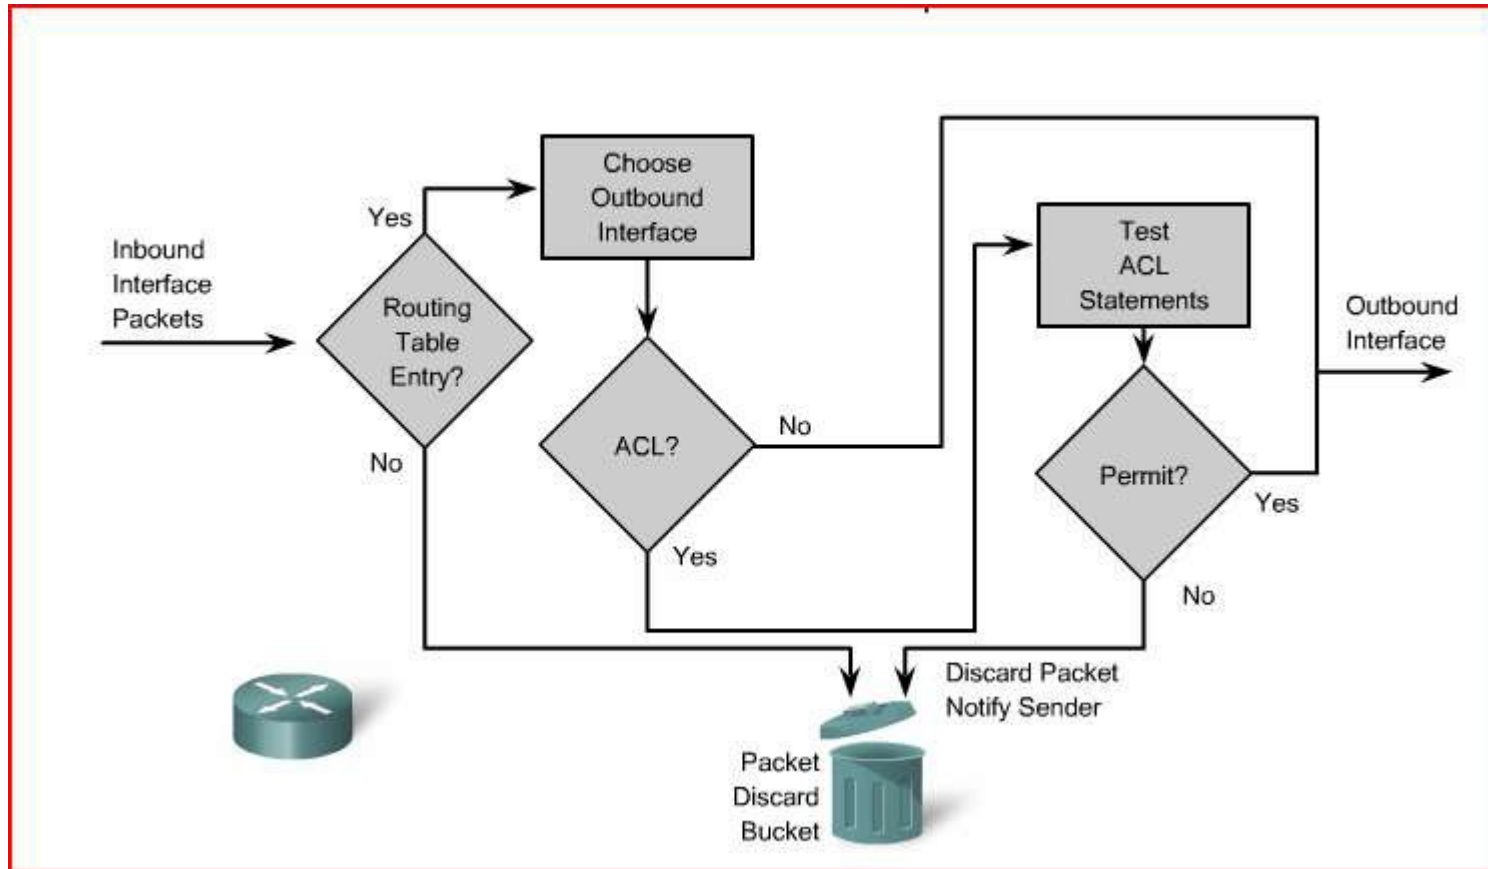 Inbound
Interface
Packets
Yes
Routing
Table
Entry?
No
Choose
Outbound
Interface
ACL?
No
Yes
Test
ACL
Statements
Permit?
Yes
No
Outbound
Interface
Discard Packet
Notify Sender
Packet
Discard
Bucket